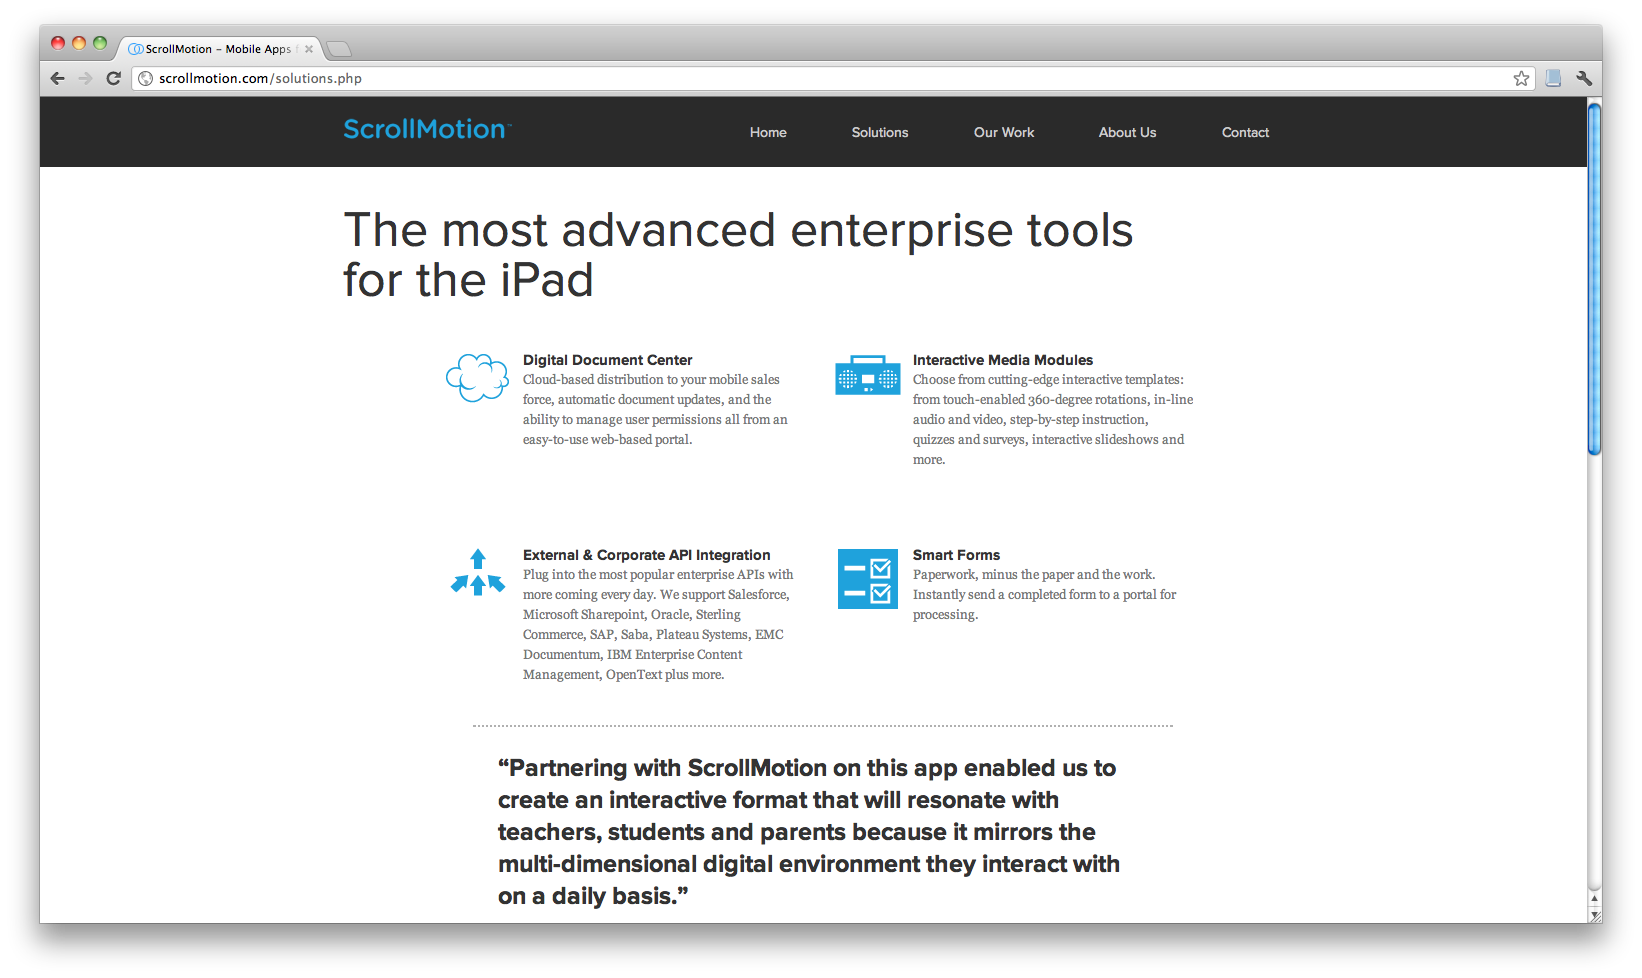 ScrollMotion – Mobile Apps f
scrollmotion.com/solutions.php
ScrollMotion™
Home
Solutions
Our Work
About Us
Contact
The most advanced enterprise tools
for the iPad
Digital Document Center
Cloud-based distribution to your mobile sales
force, automatic document updates, and the
ability to manage user permissions all from an
easy-to-use web-based portal.
Interactive Media Modules
Choose from cutting-edge interactive templates:
from touch-enabled 360-degree rotations, in-line
audio and video, step-by-step instruction,
quizzes and surveys, interactive slideshows and
more.
External & Corporate API Integration
Plug into the most popular enterprise APIs with
more coming every day. We support Salesforce,
Microsoft Sharepoint, Oracle, Sterling
Commerce, SAP, Saba, Plateau Systems, EMC
Documentum, IBM Enterprise Content
Management, OpenText plus more.
Smart Forms
Paperwork, minus the paper and the work.
Instantly send a completed form to a portal for
processing.
“Partnering with ScrollMotion on this app enabled us to
create an interactive format that will resonate with
teachers, students and parents because it mirrors the
multi-dimensional digital environment they interact with
on a daily basis.”